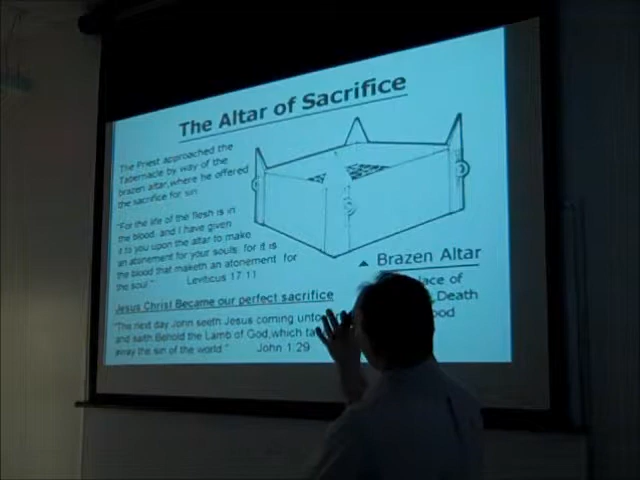 The Altar of Sacrifice
The Priest approached the
Tabernacle by way of the
brazen altar, where he offered
the sacrifice for sin.
"For the life of the flesh is in
the blood, and I have given
it to you upon the altar to make
an atonement for your souls: for it is
the blood that maketh an atonement for
the soul." Leviticus 17:11
Brazen Altar
of
Death
Jesus Christ Became our perfect sacrifice
"The next day John seeth Jesus coming
and saith Behold the Lamb of God, which
away the sin of the world." John 1:29